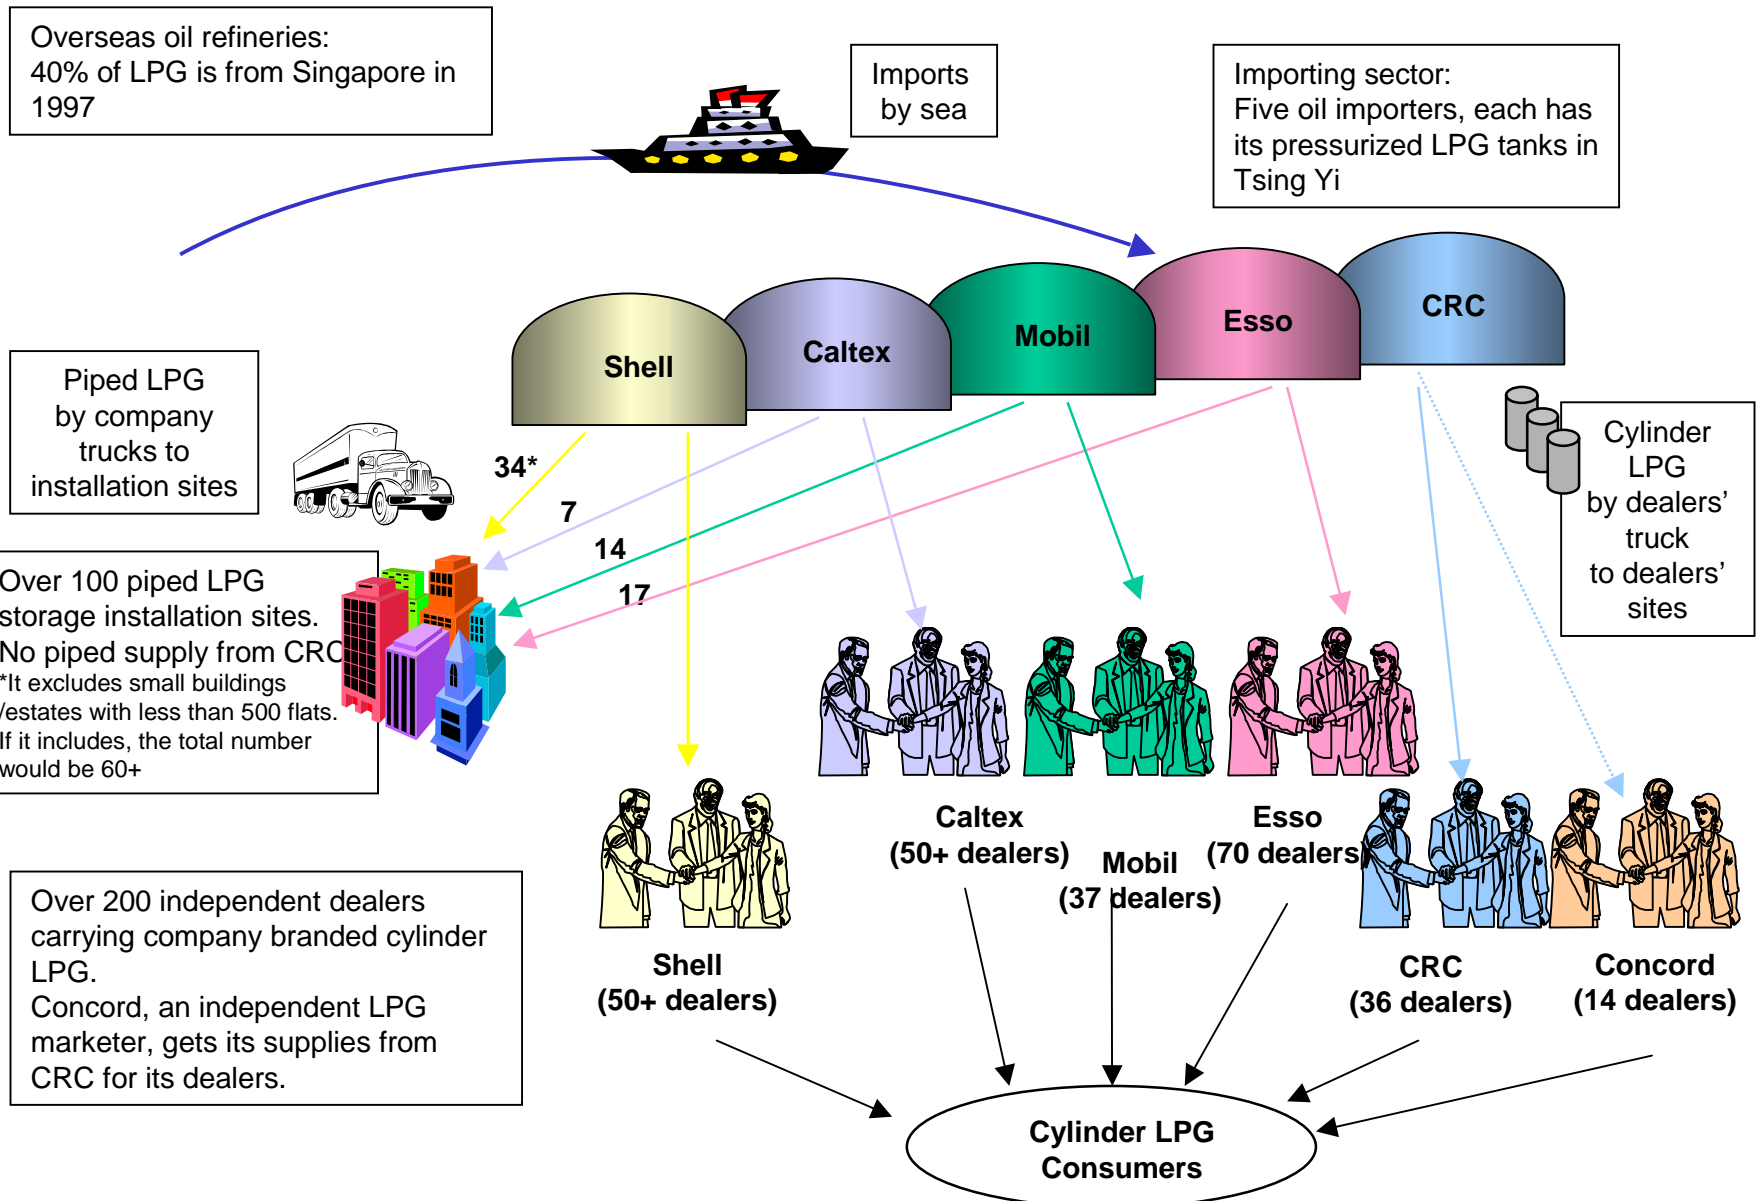 Overseas oil refineries:
40% of LPG is from Singapore in
1997
Imports
by sea
Importing sector:
Five oil importers, each has
its pressurized LPG tanks in
Tsing Yi
Shell
Caltex
Mobil
Esso
CRC
Piped LPG
by company
trucks to
installation sites
34*
7
14
17
Cylinder
LPG
by dealers’
truck
to dealers’
sites
Over 100 piped LPG
storage installation sites.
No piped supply from CRC
*It excludes small buildings
/estates with less than 500 flats.
If it includes, the total number
would be 60+
Caltex
(50+ dealers)
Mobil
(37 dealers)
Esso
(70 dealers)
Shell
(50+ dealers)
CRC
(36 dealers)
Concord
(14 dealers)
Over 200 independent dealers
carrying company branded cylinder
LPG.
Concord, an independent LPG
marketer, gets its supplies from
CRC for its dealers.
Cylinder LPG
Consumers